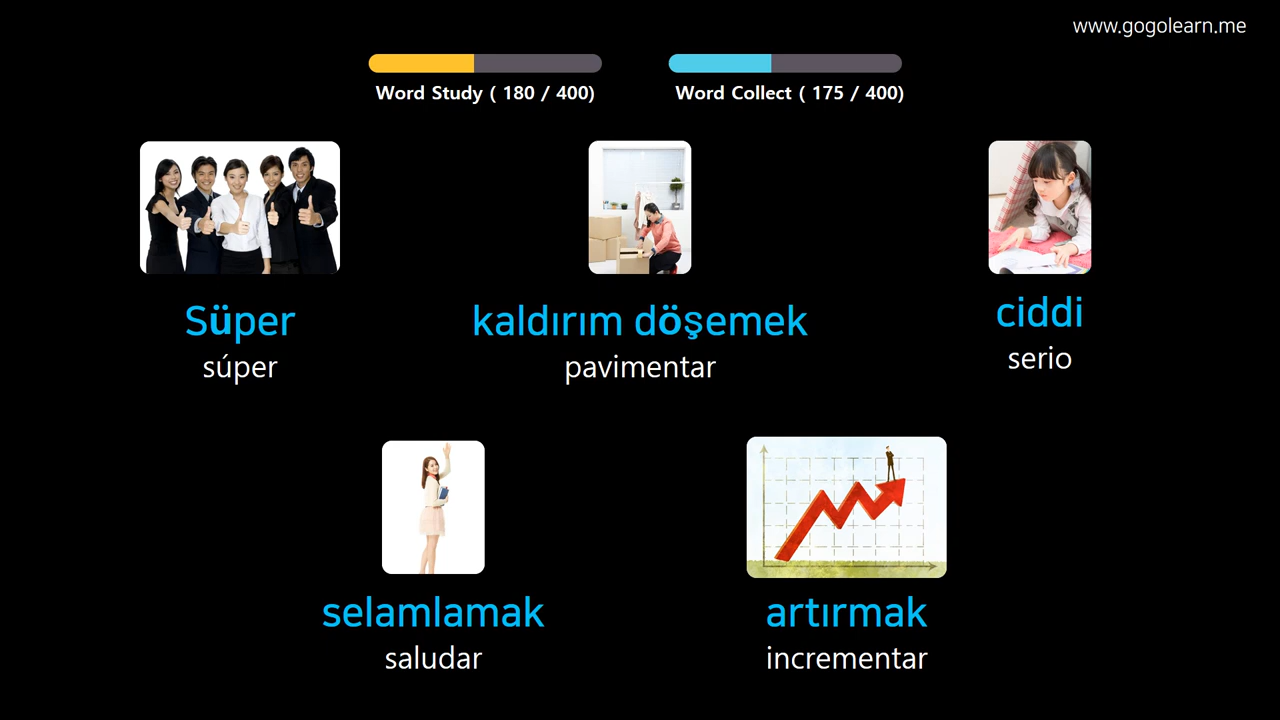 www.gogolearn.me
Word Study ( 180 / 400)
Word Collect ( 175 / 400)
Süper
súper
kaldırım döşemek
pavimentar
ciddi
serio
selamlamak
saludar
artırmak
incrementar